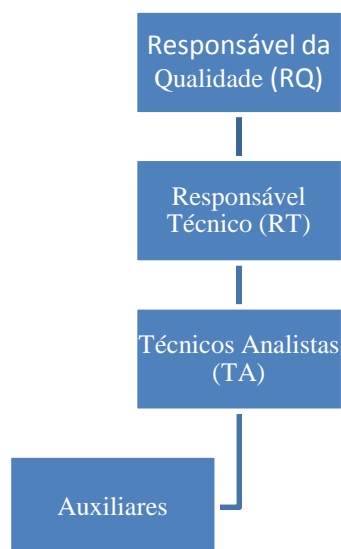 Responsável da
Qualidade (RQ)
Responsável
Técnico (RT)
Técnicos Analistas
(TA)
Auxiliares